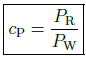 c_P = P_R / P_W